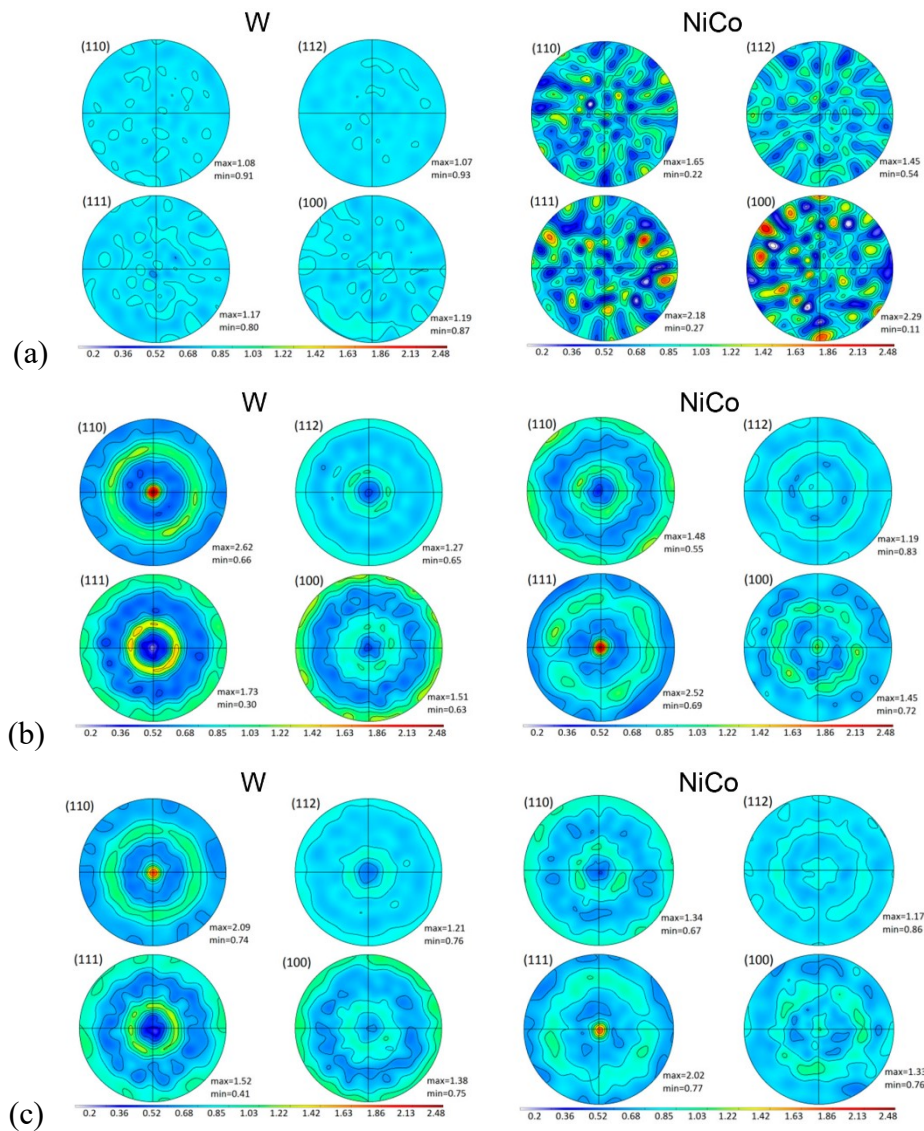 W NiCo
(110) (112) (110) (112)
max=1.08 min=0.91 max=1.07 min=0.93 max=1.65 min=0.22 max=1.45 min=0.54
(111) (100) (111) (100)
max=1.17 min=0.80 max=1.19 min=0.87 max=2.18 min=0.27 max=2.29 min=0.11
(a) 0.2 0.36 0.52 0.85 1.03 1.22 1.42 1.63 1.86 2.13 2.48 0.2 0.36 0.52 0.85 1.03 1.22 1.42 1.63 1.86 2.13 2.48
W NiCo
(110) (112) (110) (112)
max=2.62 min=0.66 max=1.27 min=0.65 max=1.48 min=0.55 max=1.19 min=0.83
(111) (100) (111) (100)
max=1.73 min=0.30 max=1.51 min=0.63 max=2.52 min=0.69 max=1.45 min=0.72
(b) 0.2 0.36 0.52 0.85 1.03 1.22 1.42 1.63 1.86 2.13 2.48 0.2 0.36 0.52 0.85 1.03 1.22 1.42 1.63 1.86 2.13 2.48
W NiCo
(110) (112) (110) (112)
max=2.09 min=0.74 max=1.21 min=0.76 max=1.34 min=0.67 max=1.17 min=0.86
(111) (100) (111) (100)
max=1.52 min=0.41 max=1.38 min=0.75 max=2.02 min=0.77 max=1.33 min=0.76
(c) 0.2 0.36 0.52 0.85 1.03 1.22 1.42 1.63 1.86 2.13 2.48 0.2 0.36 0.52 0.85 1.03 1.22 1.42 1.63 1.86 2.13 2.48